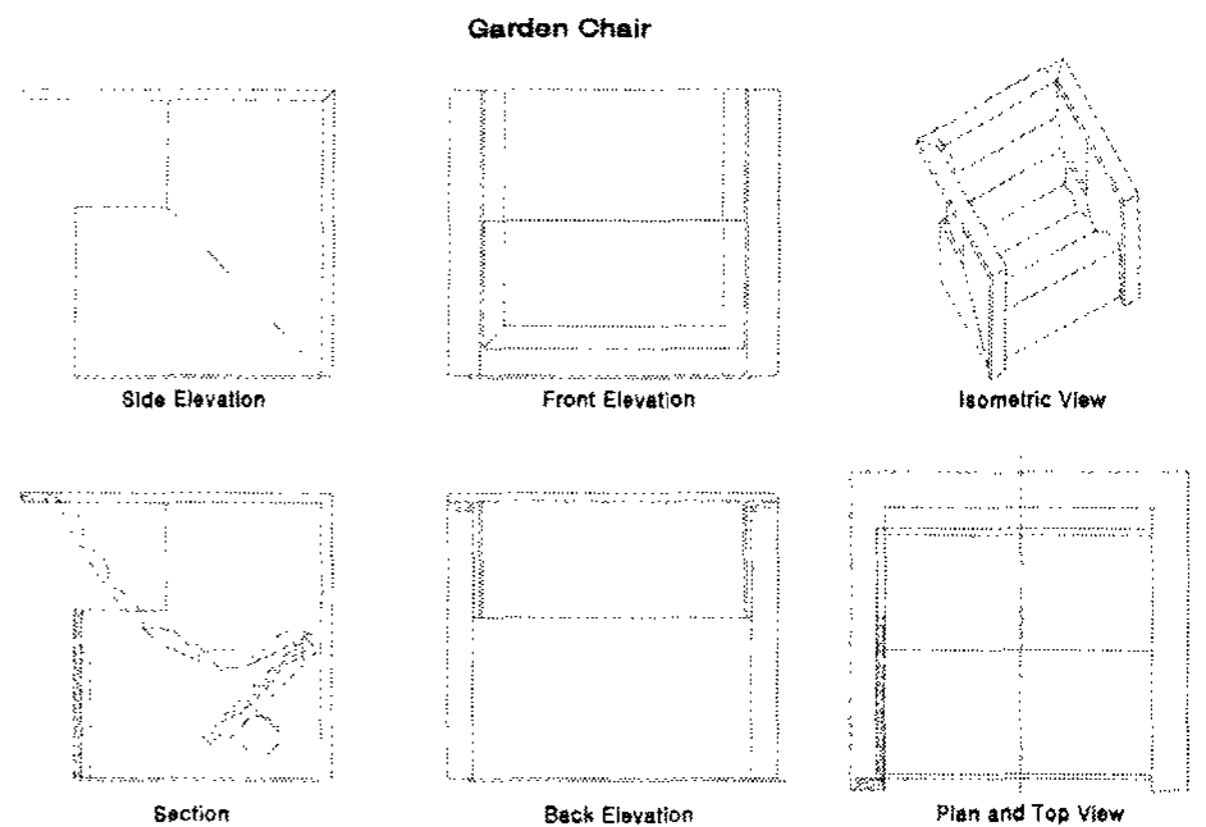 Garden Chair
Side Elevation
Front Elevation
Isometric View
Section
Back Elevation
Plan and Top View